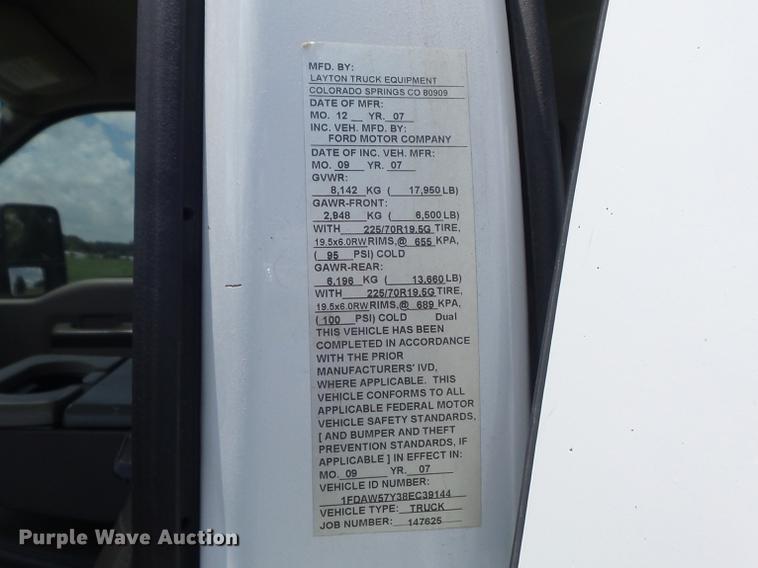 MFD. BY:
LAYTON TRUCK EQUIPMENT
COLORADO SPRINGS CO 80909
DATE OF MFR:
MO. 12 YR. 07
INC. VEH. MFD. BY:
FORD MOTOR COMPANY
DATE OF INC. VEH. MFR:
MO. 09 YR. 07
GVWR:
8,142 KG ( 17,950 LB)
GAWR-FRONT:
2,948 KG ( 6,500 LB)
WITH 225/70R19.5G TIRE,
19.5x6.0RW RIMS,@ 655 KPA,
( 95 PSI) COLD
GAWR-REAR:
6,196 KG ( 13,660 LB)
WITH 225/70R19.5G TIRE,
19.5x6.0RW RIMS,@ 689 KPA,
( 100 PSI) COLD Dual
THIS VEHICLE HAS BEEN
COMPLETED IN ACCORDANCE
WITH THE PRIOR
MANUFACTURERS' IVD,
WHERE APPLICABLE. THIS
VEHICLE CONFORMS TO ALL
APPLICABLE FEDERAL MOTOR
VEHICLE SAFETY STANDARDS,
[ AND BUMPER AND THEFT
PREVENTION STANDARDS, IF
APPLICABLE ] IN EFFECT IN:
MO. 09 YR. 07
VEHICLE ID NUMBER:
1FDAW57Y38EC39144
VEHICLE TYPE: TRUCK
JOB NUMBER: 147625
Purple Wave Auction